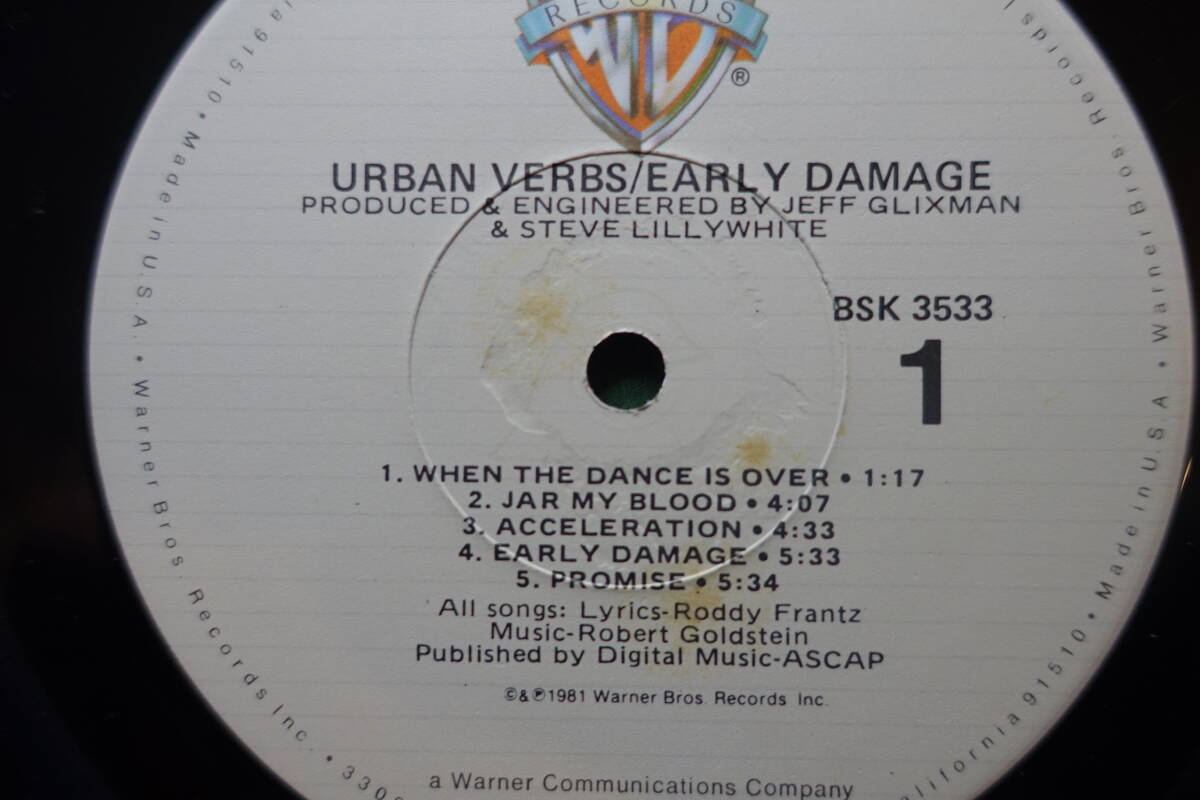 RECORDS
W
®
URBAN VERBS/EARLY DAMAGE
PRODUCED & ENGINEERED BY JEFF GLIXMAN
& STEVE LILLYWHITE
BSK 3533
1
1. WHEN THE DANCE IS OVER • 1:17
2. JAR MY BLOOD • 4:07
3. ACCELERATION • 4:33
4. EARLY DAMAGE • 5:33
5. PROMISE • 5:34
All songs: Lyrics-Roddy Frantz
Music-Robert Goldstein
Published by Digital Music-ASCAP
©&℗1981 Warner Bros. Records Inc.
a Warner Communications Company
91510 • Made in U.S.A. • Warner Bros. Records Inc. •
91510 • Made in U.S.A. • Warner Bros. Records